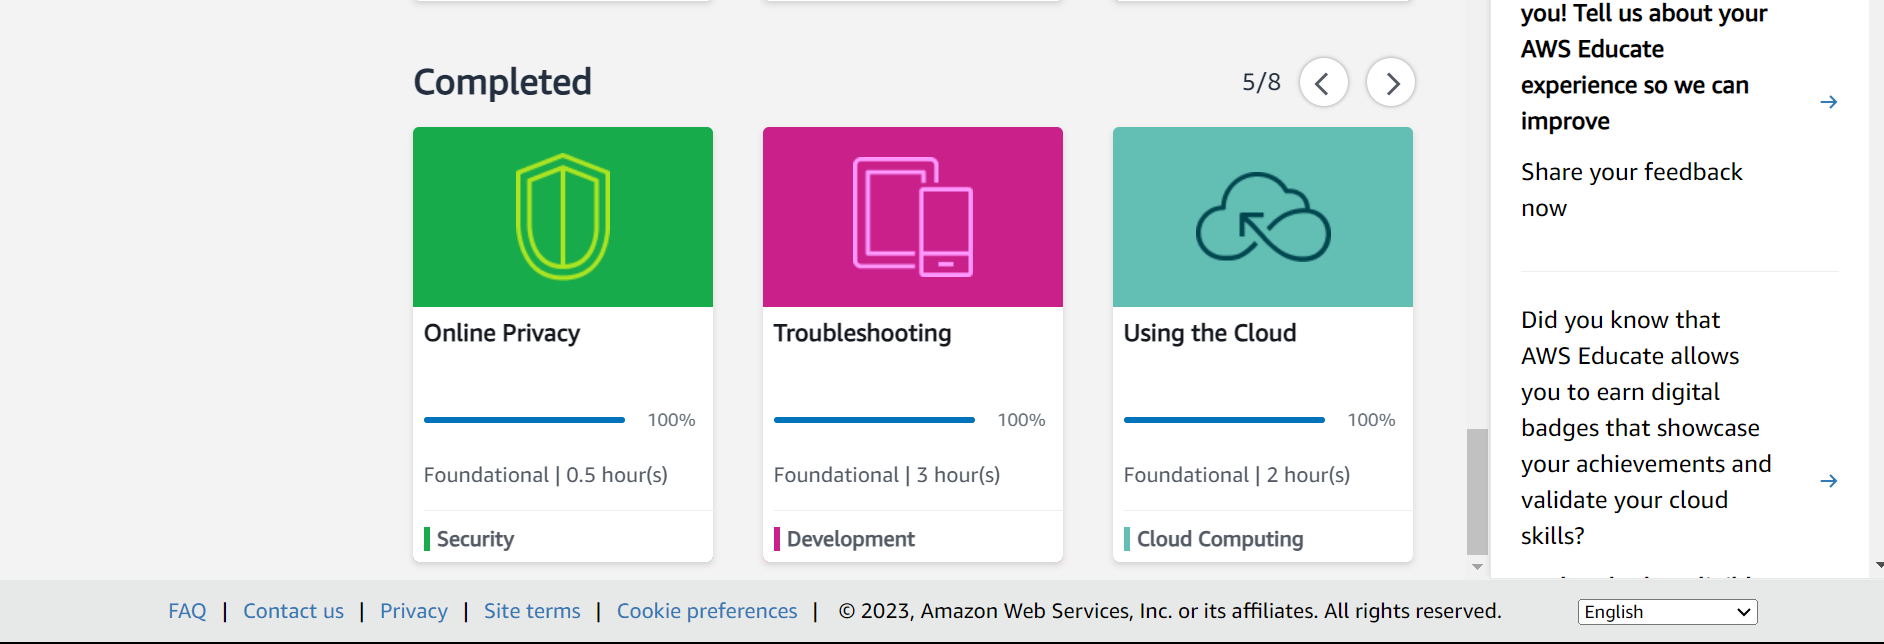 Completed
5/8
Online Privacy
100%
Foundational | 0.5 hour(s)
Security
Troubleshooting
100%
Foundational | 3 hour(s)
Development
Using the Cloud
100%
Foundational | 2 hour(s)
Cloud Computing
you! Tell us about your
AWS Educate
experience so we can
improve
Share your feedback
now
Did you know that
AWS Educate allows
you to earn digital
badges that showcase
your achievements and
validate your cloud
skills?
FAQ | Contact us | Privacy | Site terms | Cookie preferences | © 2023, Amazon Web Services, Inc. or its affiliates. All rights reserved.
English